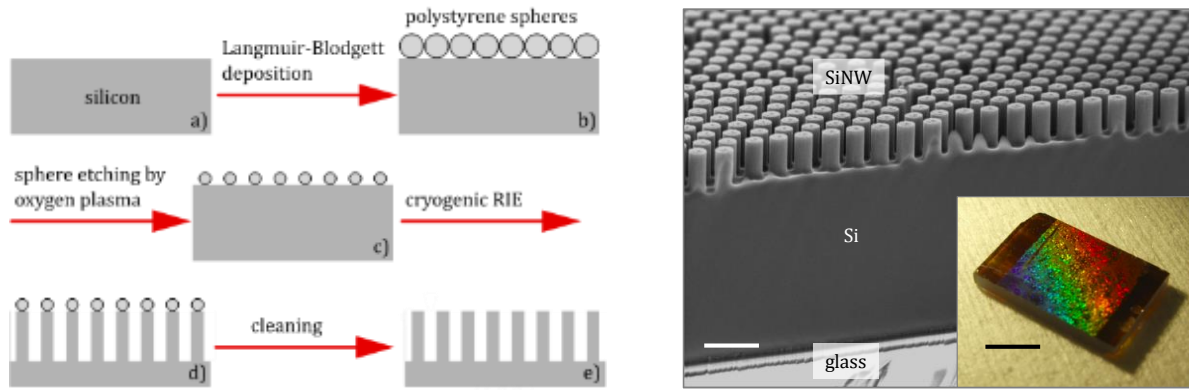 polystyrene spheres
Langmuir-Blodgett
deposition
silicon
a)
b)
sphere etching by
oxygen plasma
cryogenic RIE
c)
cleaning
d)
e)
SiNW
Si
glass